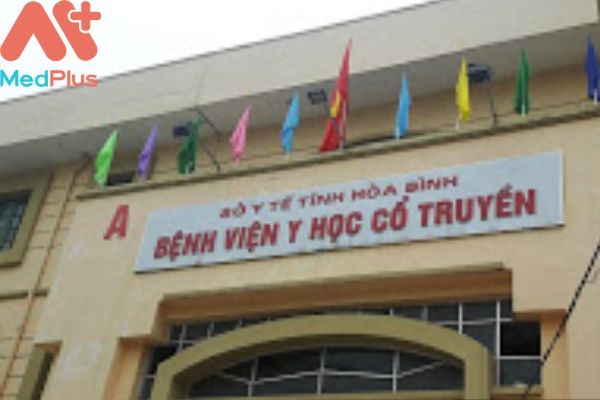 MedPlus
SỞ Y TẾ TỈNH HÒA BÌNH
A
BỆNH VIỆN Y HỌC CỔ TRUYỀN